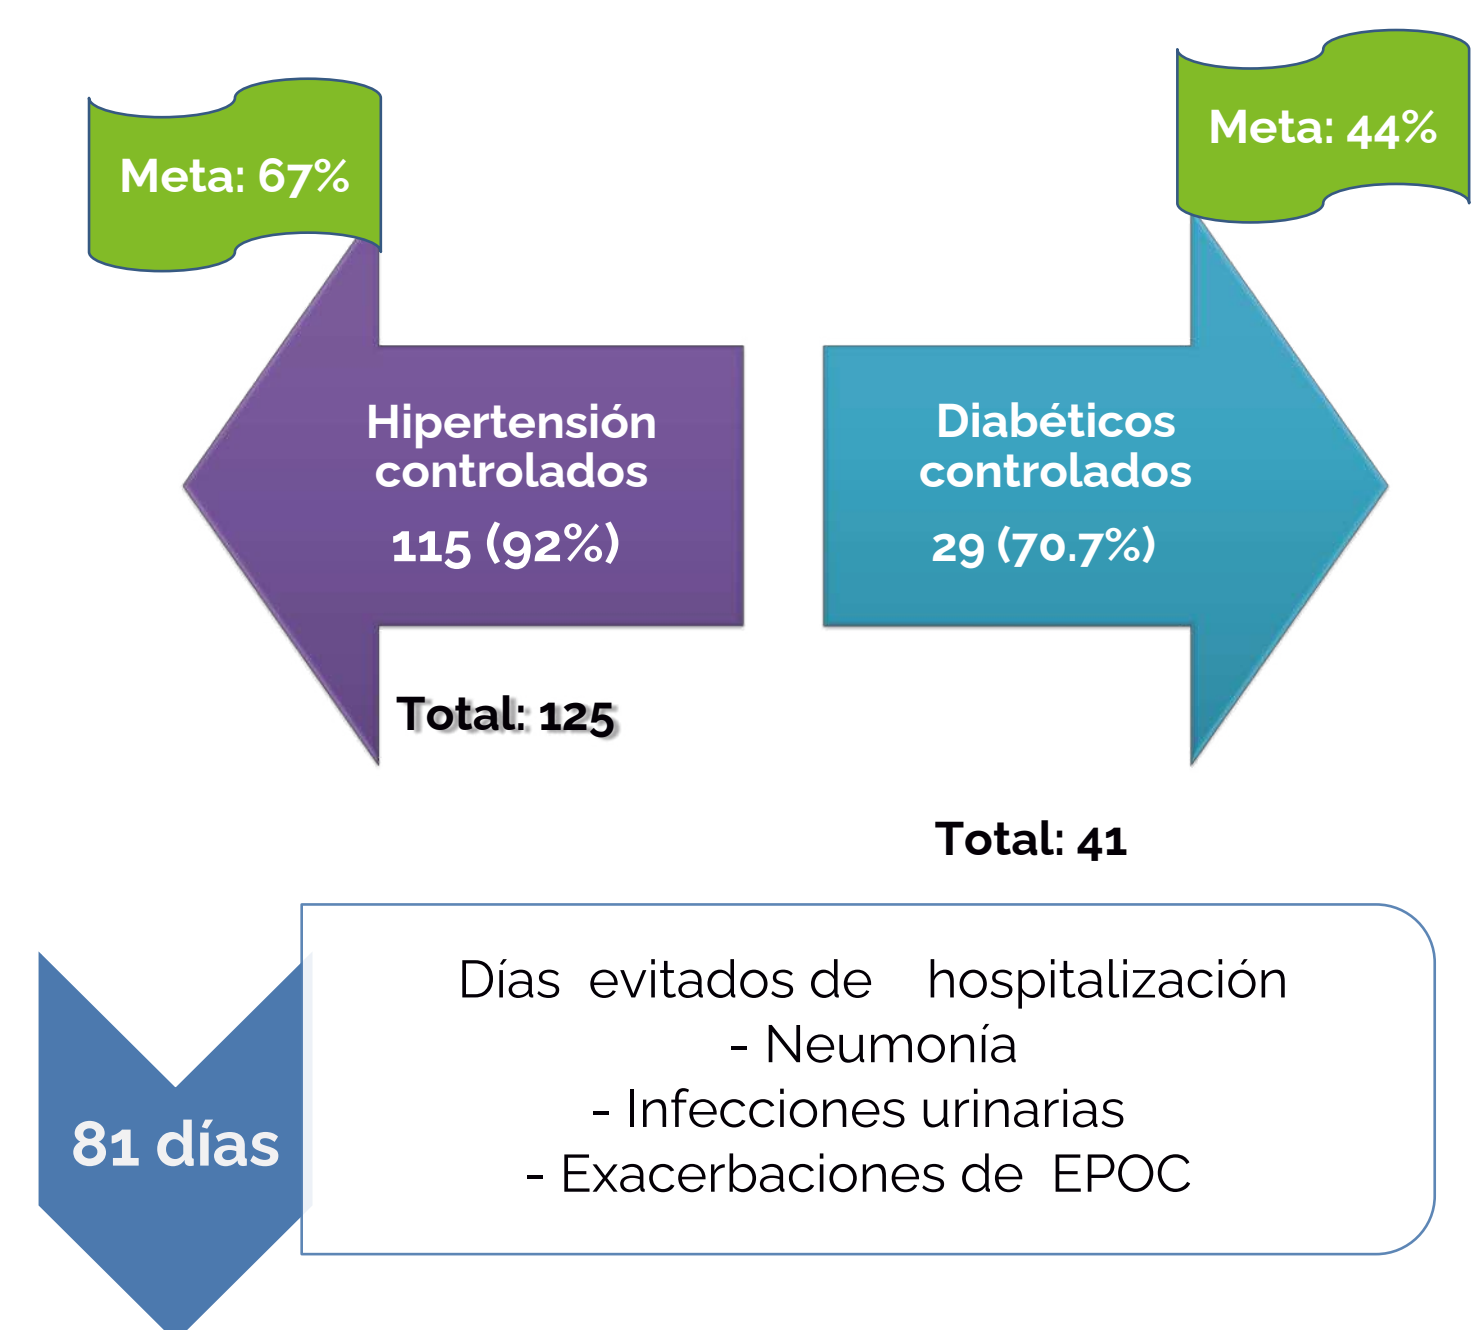 Meta: 67%
Meta: 44%
Hipertensión
controlados
115 (92%)
Diabéticos
controlados
29 (70.7%)
Total: 125
Total: 41
81 días
Días evitados de hospitalización
- Neumonía
- Infecciones urinarias
- Exacerbaciones de EPOC